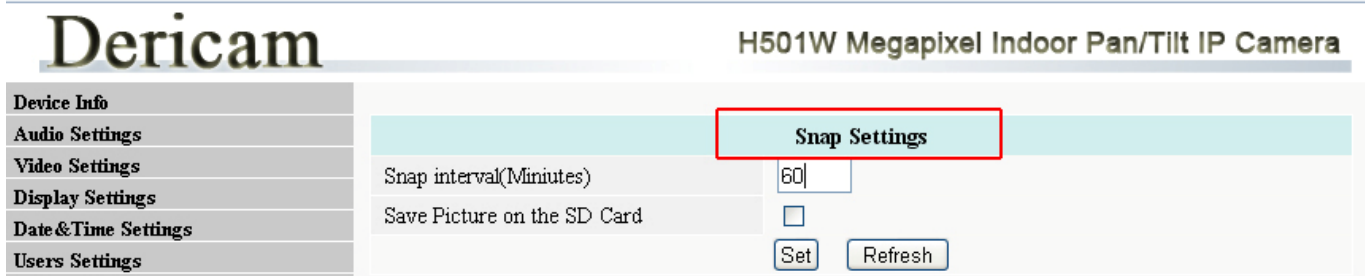 Dericam
H501W Megapixel Indoor Pan/Tilt IP Camera
Device Info
Audio Settings
Video Settings
Display Settings
Date&Time Settings
Users Settings
Snap Settings
Snap interval(Miniutes) 60
Save Picture on the SD Card
Set Refresh